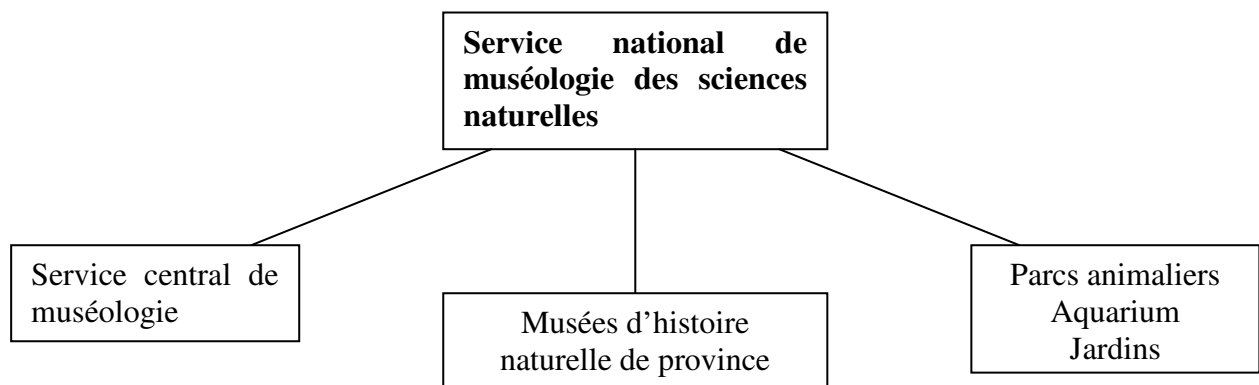 Service national de
muséologie des sciences
naturelles
Service central de
muséologie
Musées d’histoire
naturelle de province
Parcs animaliers
Aquarium
Jardins